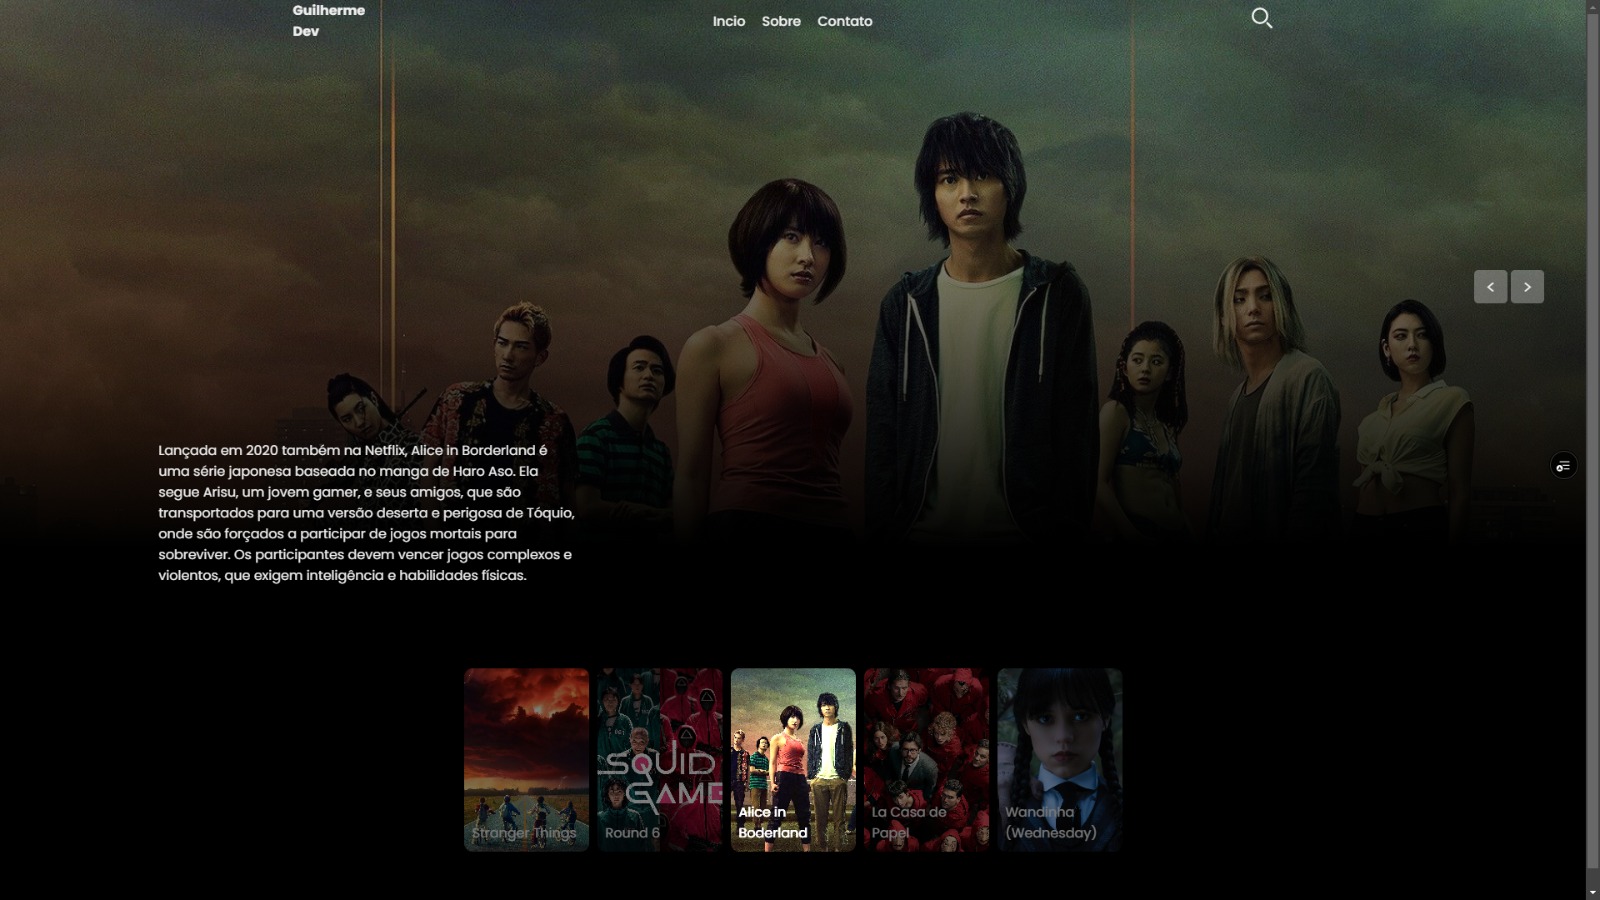 Guilherme
Dev
Incio Sobre Contato
Lançada em 2020 também na Netflix, Alice in Borderland é
uma série japonesa baseada no manga de Haro Aso. Ela
segue Arisu, um jovem gamer, e seus amigos, que são
transportados para uma versão deserta e perigosa de Tóquio,
onde são forçados a participar de jogos mortais para
sobreviver. Os participantes devem vencer jogos complexos e
violentos, que exigem inteligência e habilidades físicas.
Stranger Things
SQUID
GAME
Round 6
Alice in
Boderland
La Casa de
Papel
Wandinha
(Wednesday)